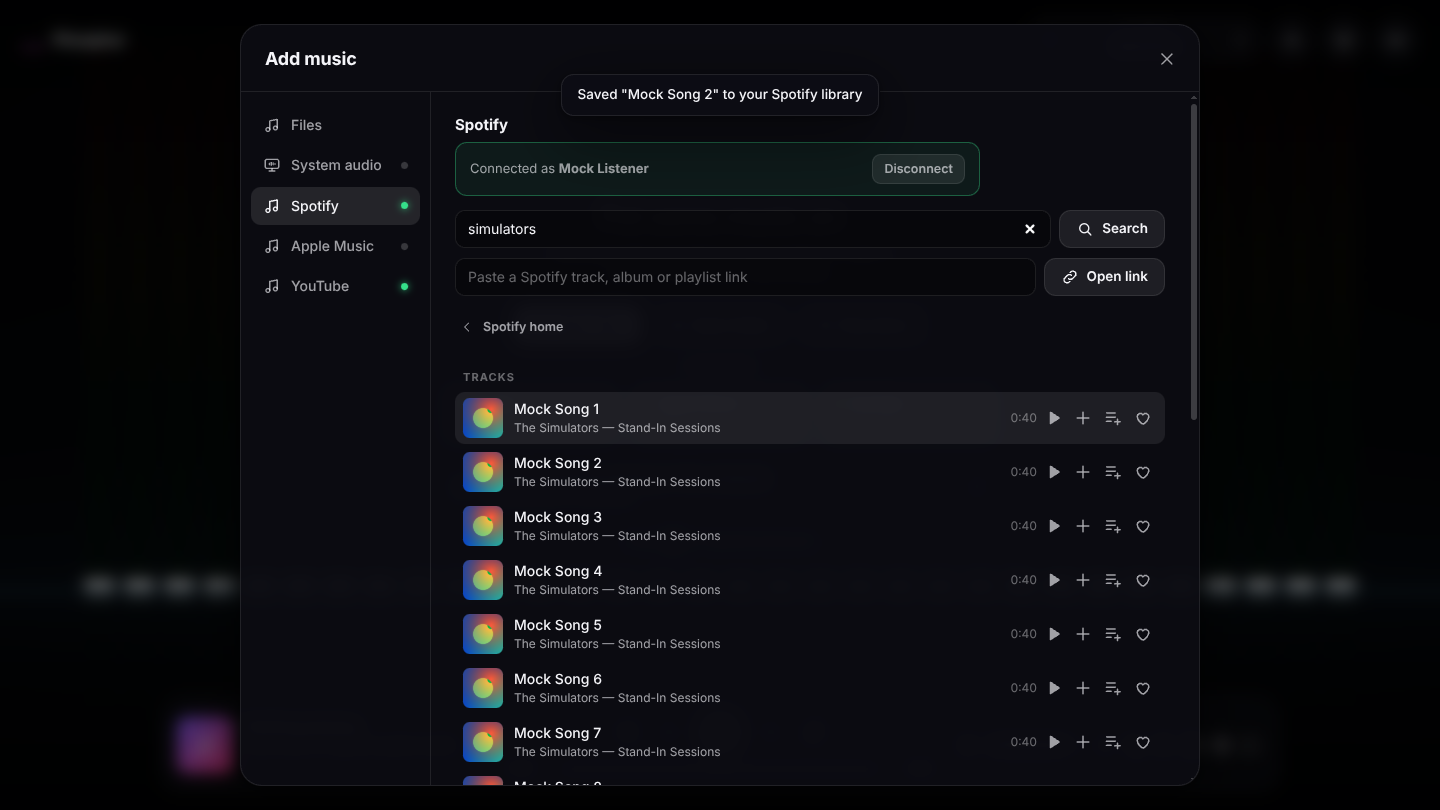 Add music
Saved "Mock Song 2" to your Spotify library
Files
System audio
Spotify
Apple Music
YouTube
Spotify
Connected as Mock Listener
Disconnect
simulators
Search
Paste a Spotify track, album or playlist link
Open link
Spotify home
TRACKS
Mock Song 1
The Simulators — Stand-In Sessions
0:40
Mock Song 2
The Simulators — Stand-In Sessions
0:40
Mock Song 3
The Simulators — Stand-In Sessions
0:40
Mock Song 4
The Simulators — Stand-In Sessions
0:40
Mock Song 5
The Simulators — Stand-In Sessions
0:40
Mock Song 6
The Simulators — Stand-In Sessions
0:40
Mock Song 7
The Simulators — Stand-In Sessions
0:40